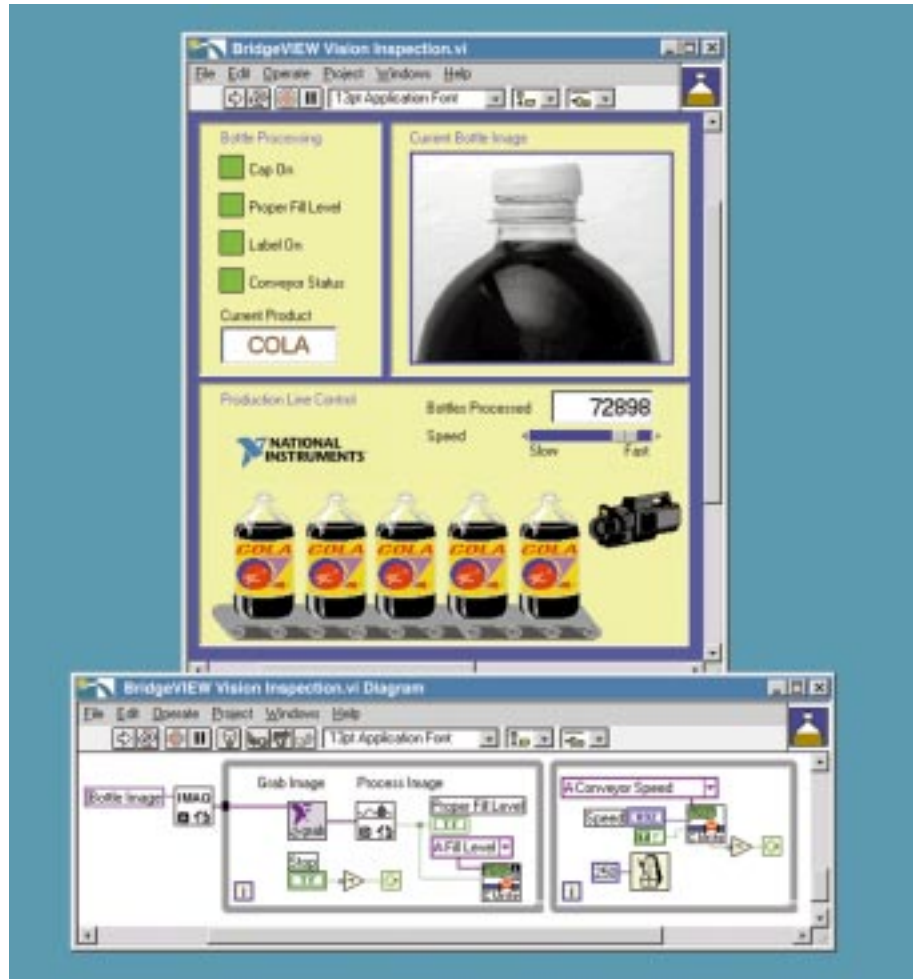 BridgeVIEW Vision Inspection.vi
File Edit Operate Project Windows Help
13pt Application Font
Bottle Processing
Cap On
Proper Fill Level
Label On
Conveyor Status
Current Product
COLA
Current Bottle Image
Production Line Control
NATIONAL
INSTRUMENTS
Bottles Processed 72898
Speed
Slow Fast
COLA COLA COLA COLA COLA
BridgeVIEW Vision Inspection.vi Diagram
File Edit Operate Project Windows Help
13pt Application Font
Bottle Image
IMAQ
Grab Image
Process Image
Proper Fill Level
A Fill Level
Stop
i
A Conveyor Speed
Speed
250
i